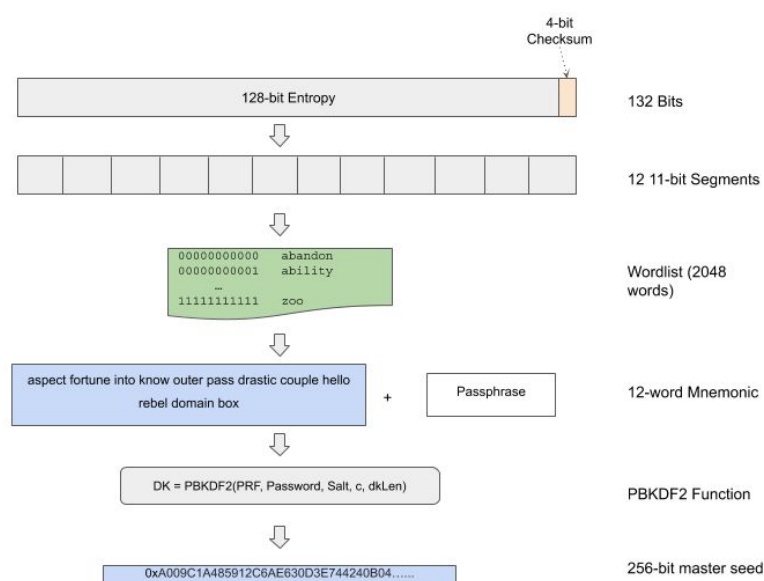 4-bit
Checksum
128-bit Entropy
132 Bits
12 11-bit Segments
00000000000 abandon
00000000001 ability
…
11111111111 zoo
Wordlist (2048
words)
aspect fortune into know outer pass drastic couple hello
rebel domain box
+
Passphrase
12-word Mnemonic
DK = PBKDF2(PRF, Password, Salt, c, dkLen)
PBKDF2 Function
0xA009C1A485912C6AE630D3E744240B04......
256-bit master seed